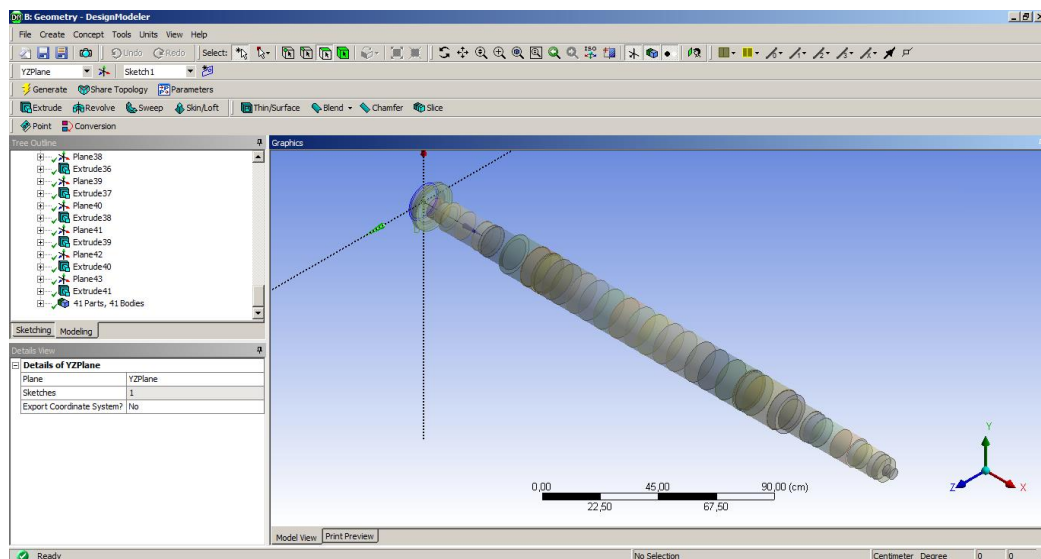 B: Geometry - DesignModeler
File Create Concept Tools Units View Help
Undo Redo Select: ISO
YZPlane Sketch1
Generate Share Topology Parameters
Extrude Revolve Sweep Skin/Loft Thin/Surface Blend Chamfer Slice
Point Conversion
Tree Outline
Plane38
Extrude36
Plane39
Extrude37
Plane40
Extrude38
Plane41
Extrude39
Plane42
Extrude40
Plane43
Extrude41
41 Parts, 41 Bodies
Sketching Modeling
Details View
Details of YZPlane
Plane YZPlane
Sketches 1
Export Coordinate System? No
Graphics
0,00 45,00 90,00 (cm)
22,50 67,50
Y
Z X
Model View Print Preview
Ready No Selection Centimeter Degree 0 0